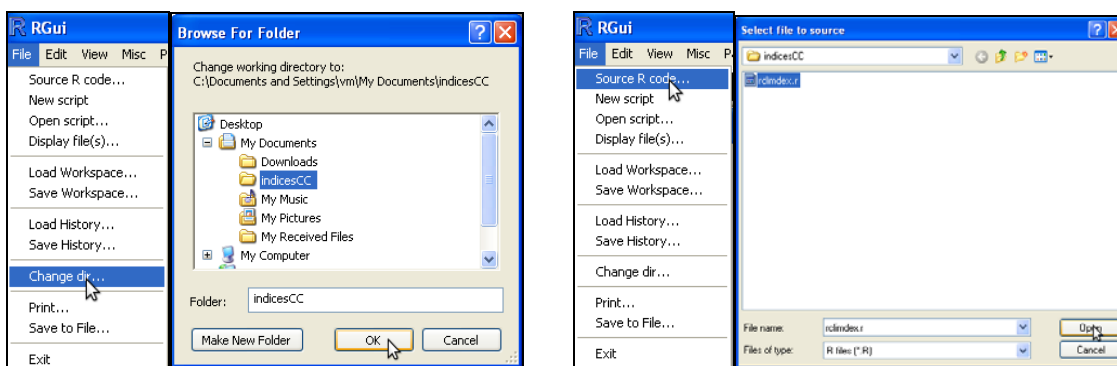 RGui
File Edit View Misc P
Source R code...
New script
Open script...
Display file(s)...
Load Workspace...
Save Workspace...
Load History...
Save History...
Change dir...
Print...
Save to File...
Exit
Browse For Folder
Change working directory to:
C:\Documents and Settings\vm\My Documents\indicesCC
Desktop
My Documents
Downloads
indicesCC
My Music
My Pictures
My Received Files
My Computer
Folder: indicesCC
Make New Folder OK Cancel
RGui
File Edit View Misc P
Source R code...
New script
Open script...
Display file(s)...
Load Workspace...
Save Workspace...
Load History...
Save History...
Change dir...
Print...
Save to File...
Exit
Select file to source
indicesCC
rclimdex.r
File name: rclimdex.r Open
Files of type: R files (*.R) Cancel